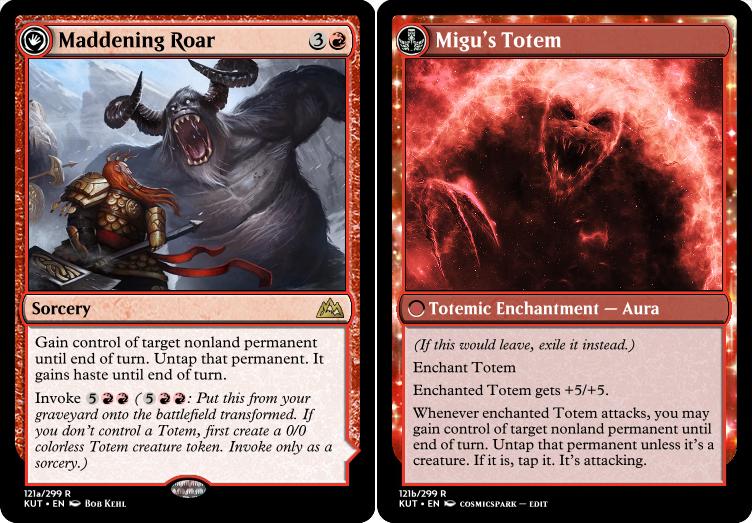 Maddening Roar
3
Sorcery
Gain control of target nonland permanent
until end of turn. Untap that permanent. It
gains haste until end of turn.
Invoke 5 ( 5 : Put this from your
graveyard onto the battlefield transformed. If
you don't control a Totem, first create a 0/0
colorless Totem creature token. Invoke only as a
sorcery.)
121a/299 R
KUT • EN Bob Kehl
Migu's Totem
Totemic Enchantment — Aura
(If this would leave, exile it instead.)
Enchant Totem
Enchanted Totem gets +5/+5.
Whenever enchanted Totem attacks, you may
gain control of target nonland permanent until
end of turn. Untap that permanent unless it's a
creature. If it is, tap it. It's attacking.
121b/299 R
KUT • EN cosmicspark — edit